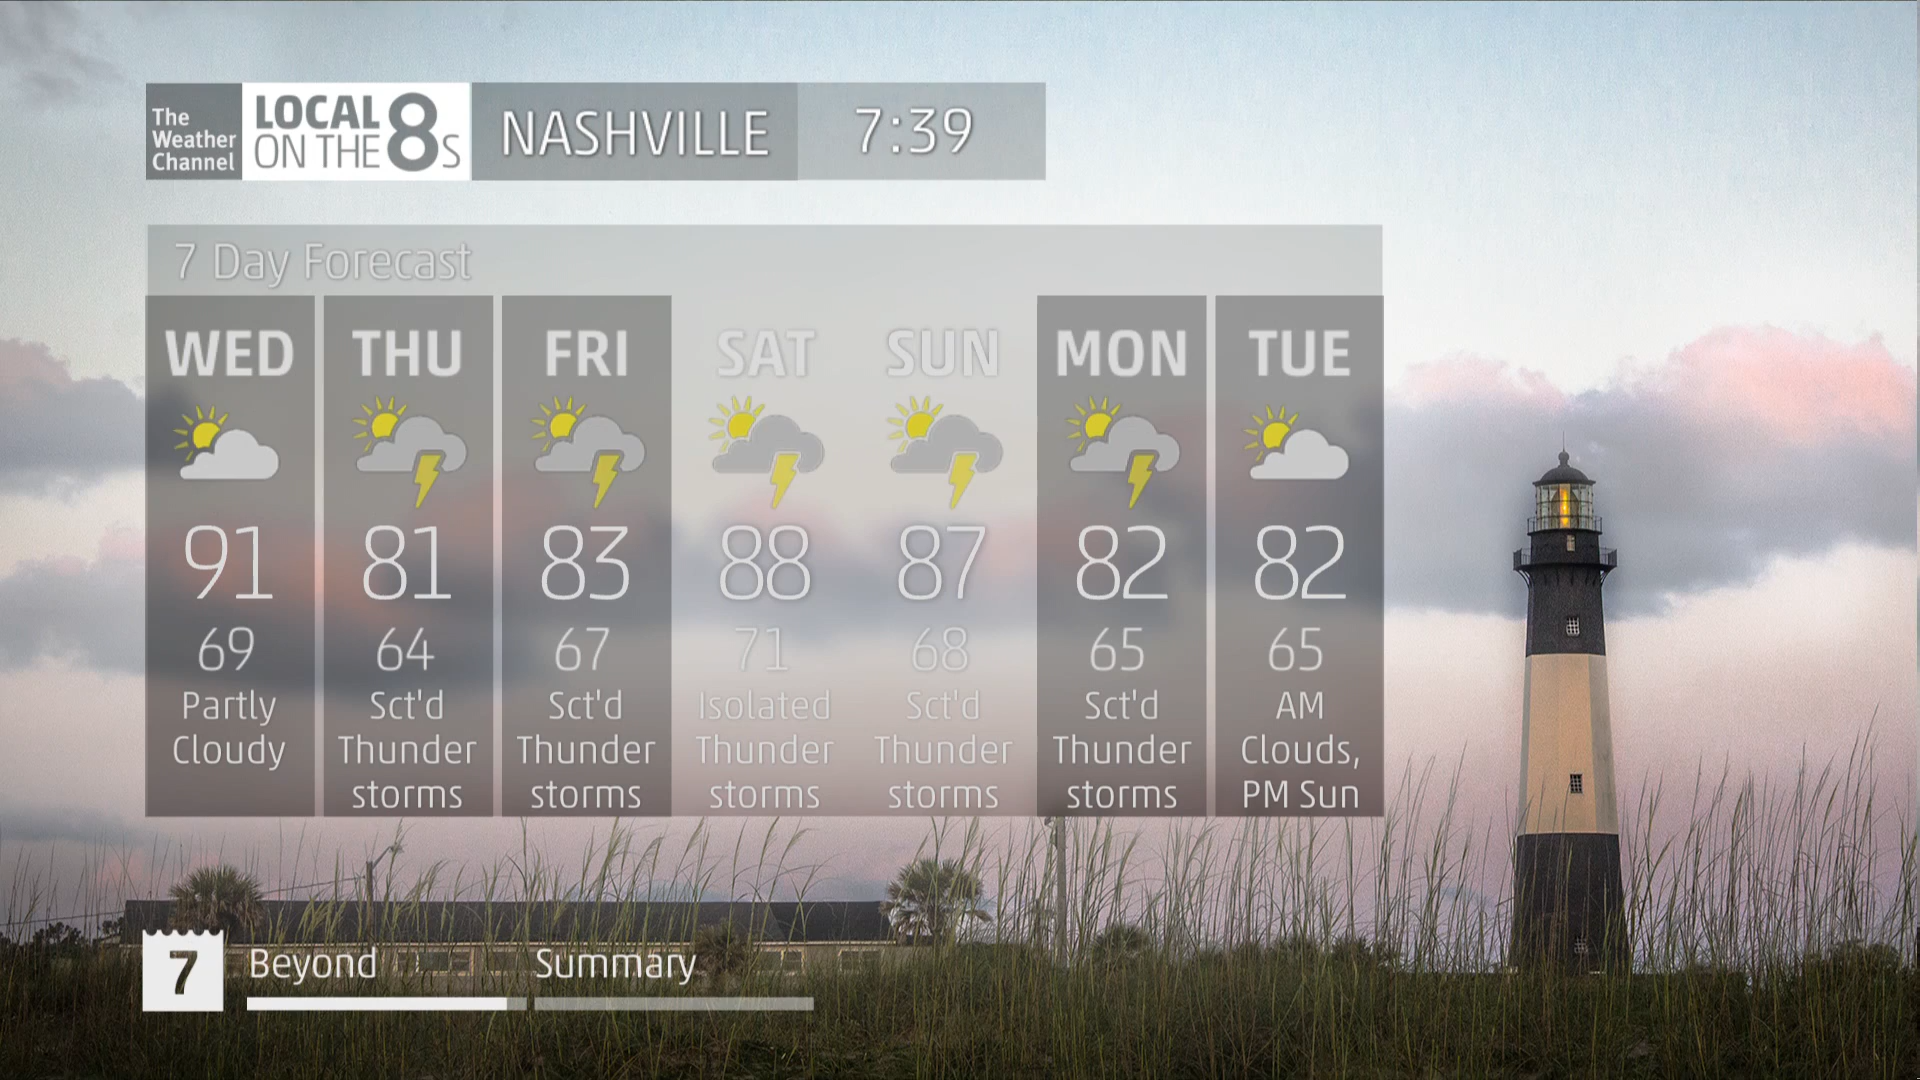 The
Weather
Channel
LOCAL
ON THE 8s
NASHVILLE
7:39
7 Day Forecast
WED THU FRI SAT SUN MON TUE
91 81 83 88 87 82 82
69 64 67 71 68 65 65
Partly Sct'd Sct'd Isolated Sct'd Sct'd AM
Cloudy Thunder Thunder Thunder Thunder Thunder Clouds,
storms storms storms storms storms PM Sun
7 Beyond Summary